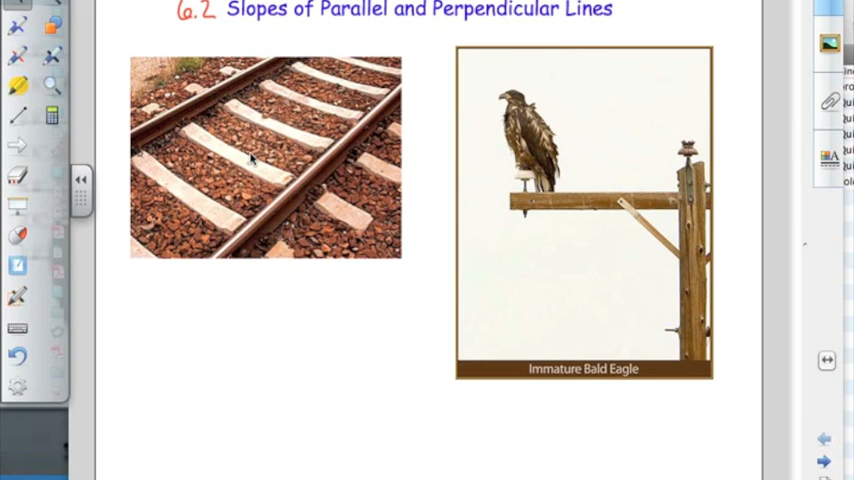 6.2 Slopes of Parallel and Perpendicular Lines
Immature Bald Eagle